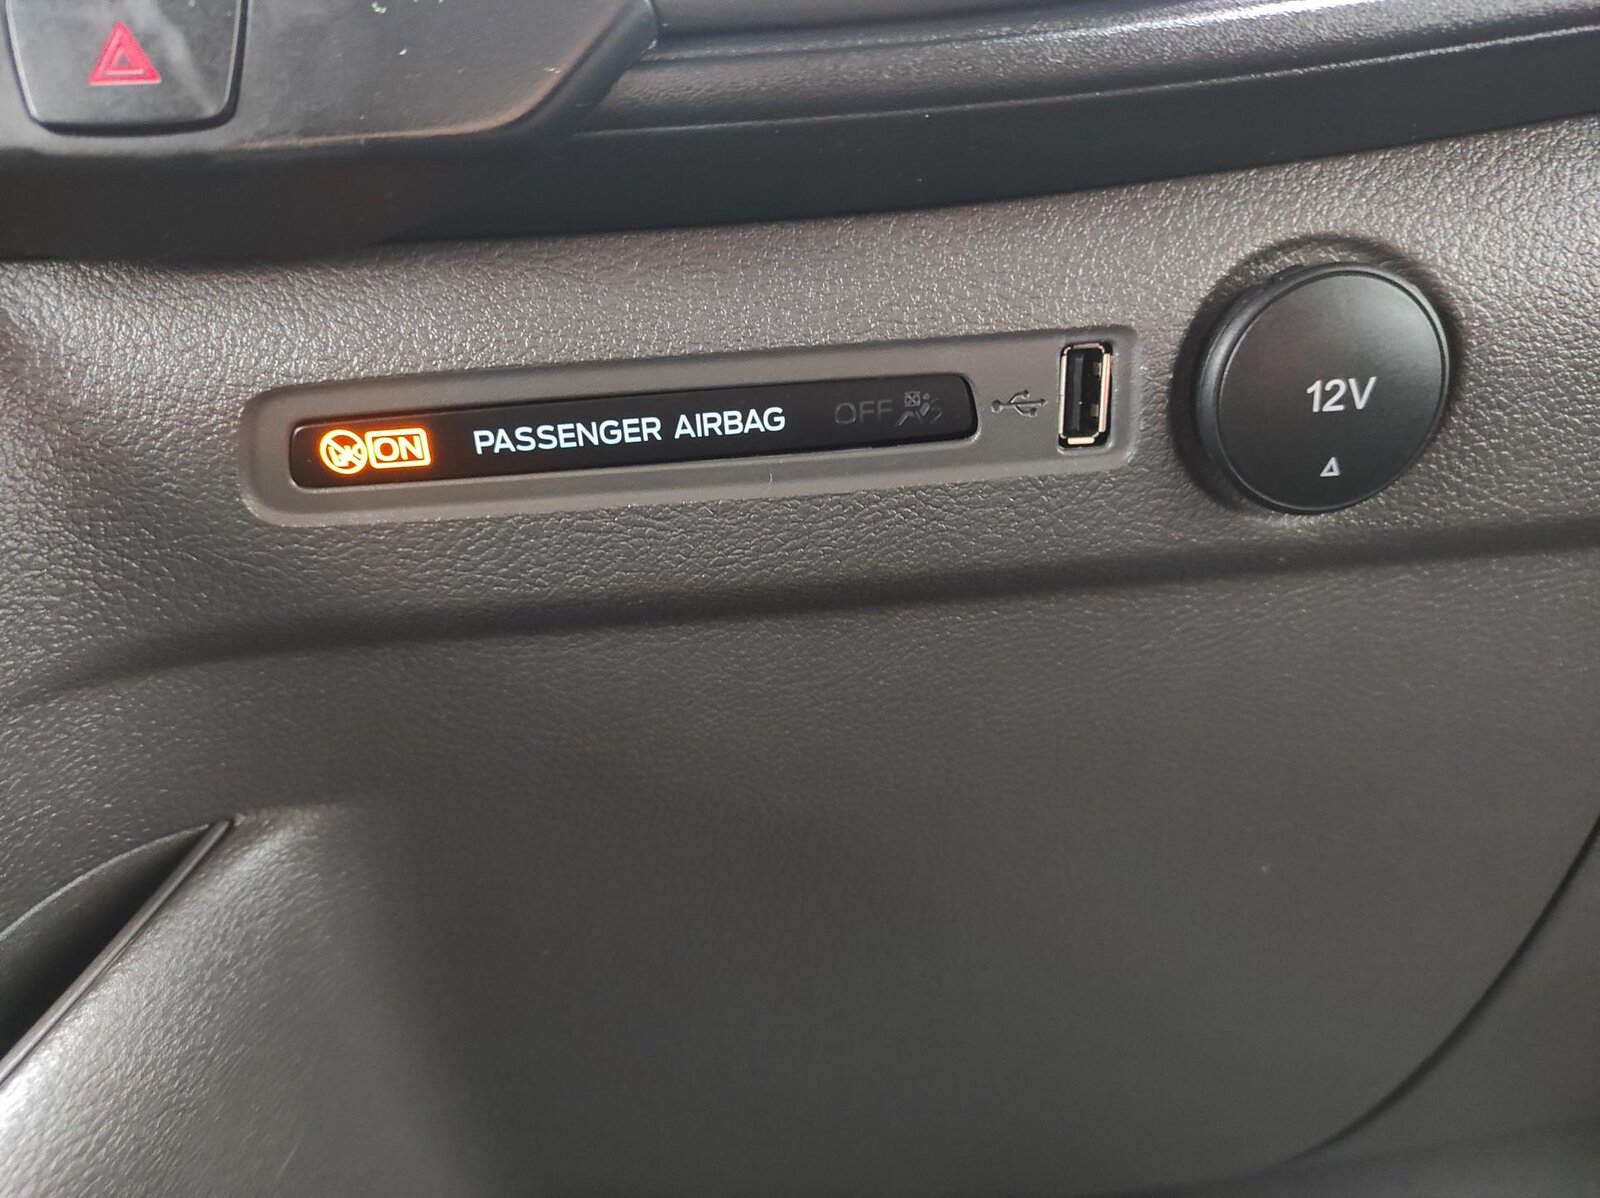 ON PASSENGER AIRBAG OFF
12V